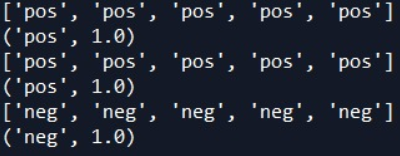 ['pos', 'pos', 'pos', 'pos', 'pos']
('pos', 1.0)
['pos', 'pos', 'pos', 'pos', 'pos']
('pos', 1.0)
['neg', 'neg', 'neg', 'neg', 'neg']
('neg', 1.0)